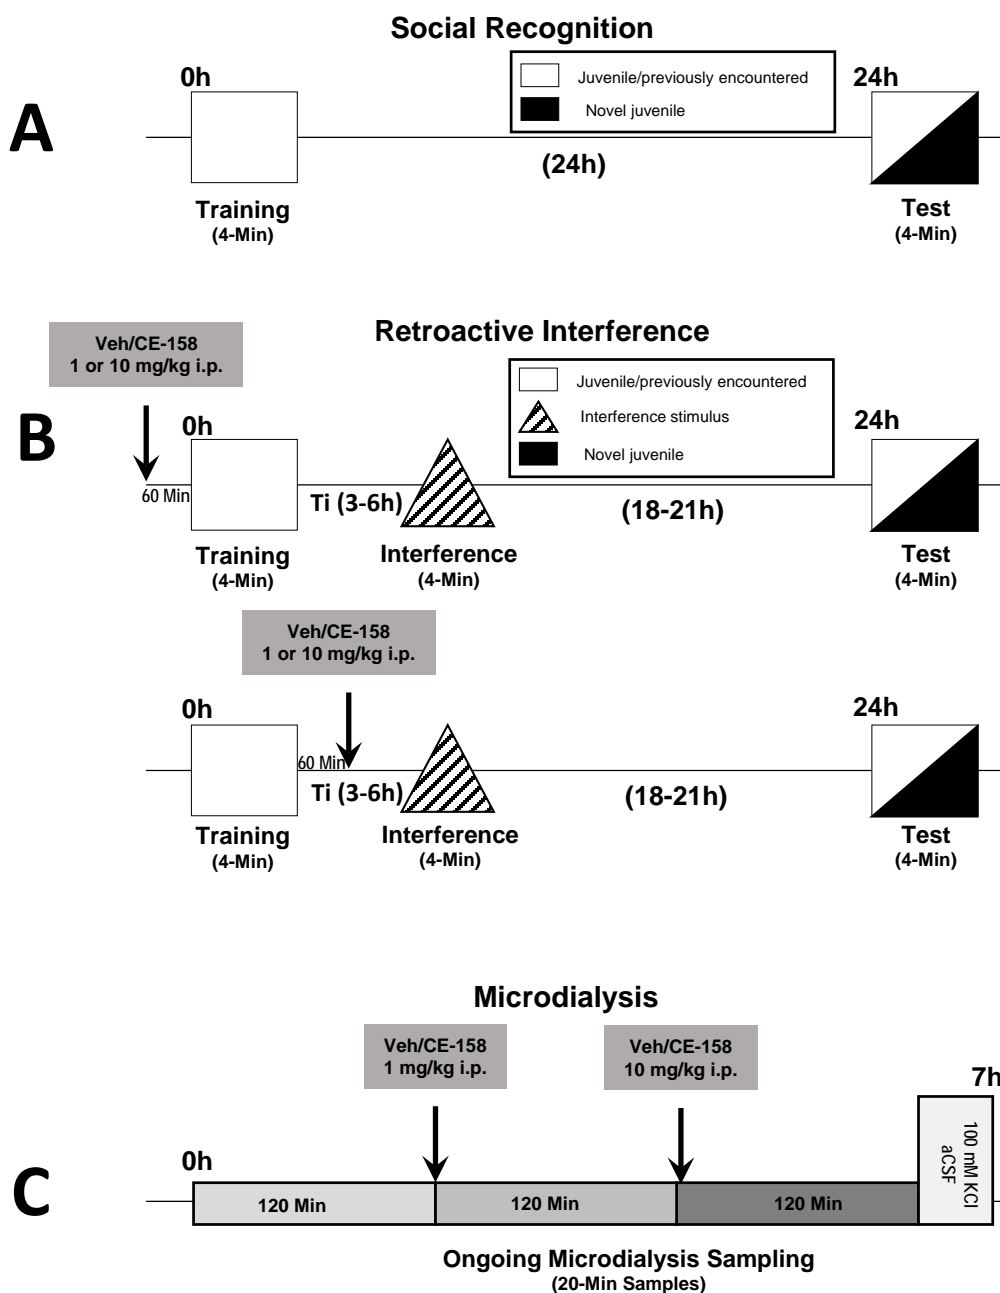 Social Recognition
A
0h
Juvenile/previously encountered
Novel juvenile
24h
(24h)
Training
(4-Min)
Test
(4-Min)
Retroactive Interference
Veh/CE-158
1 or 10 mg/kg i.p.
B
0h
Juvenile/previously encountered
Interference stimulus
Novel juvenile
24h
60 Min
Ti (3-6h)
(18-21h)
Training
(4-Min)
Interference
(4-Min)
Test
(4-Min)
Veh/CE-158
1 or 10 mg/kg i.p.
0h
24h
60 Min
Ti (3-6h)
(18-21h)
Training
(4-Min)
Interference
(4-Min)
Test
(4-Min)
Microdialysis
Veh/CE-158
1 mg/kg i.p.
Veh/CE-158
10 mg/kg i.p.
7h
C
0h
120 Min
120 Min
120 Min
100 mM KCl
aCSF
Ongoing Microdialysis Sampling
(20-Min Samples)